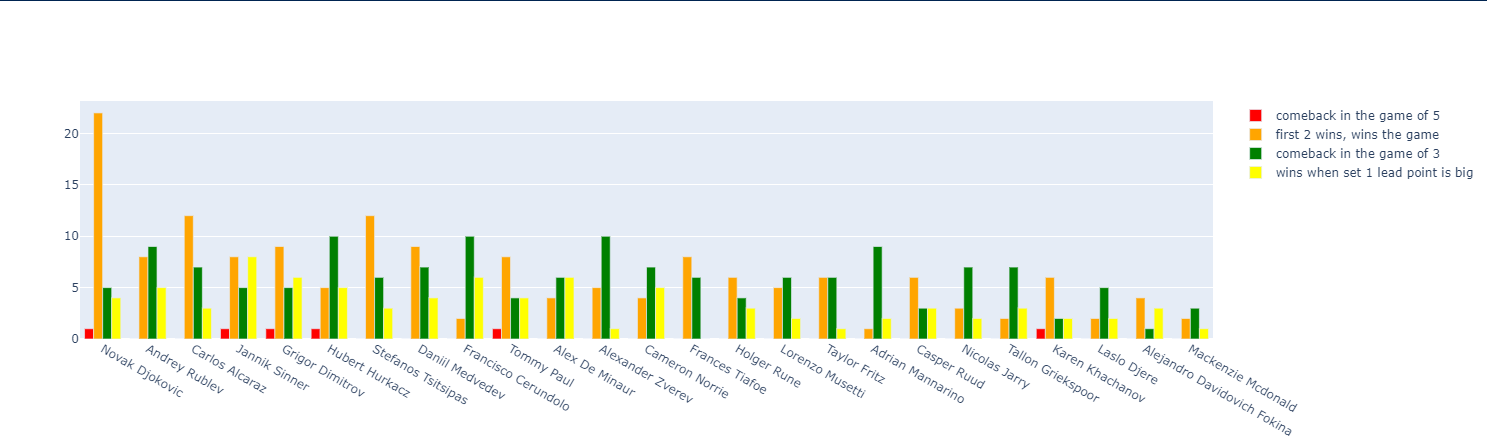 20
15
10
5
0
Novak Djokovic
Andrey Rublev
Carlos Alcaraz
Jannik Sinner
Grigor Dimitrov
Hubert Hurkacz
Stefanos Tsitsipas
Daniil Medvedev
Francisco Cerundolo
Tommy Paul
Alex De Minaur
Alexander Zverev
Cameron Norrie
Frances Tiafoe
Holger Rune
Lorenzo Musetti
Taylor Fritz
Adrian Mannarino
Casper Ruud
Nicolas Jarry
Tallon Griekspoor
Karen Khachanov
Laslo Djere
Alejandro Davidovich Fokina
Mackenzie Mcdonald
comeback in the game of 5
first 2 wins, wins the game
comeback in the game of 3
wins when set 1 lead point is big